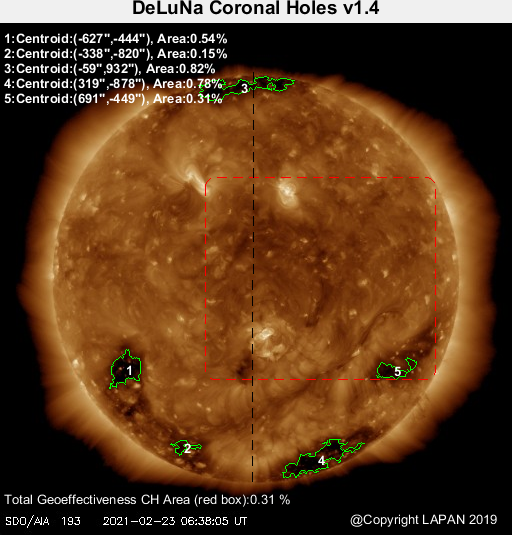 DeLuNa Coronal Holes v1.4
1:Centroid:(-627",-444"), Area:0.54%
2:Centroid:(-338",-820"), Area:0.15%
3:Centroid:(-59",932"), Area:0.82%
4:Centroid:(319",-878"), Area:0.78%
5:Centroid:(691",-449"), Area:0.31%
3
1
5
2
4
Total Geoeffectiveness CH Area (red box):0.31 %
SDO/AIA 193 2021-02-23 06:38:05 UT
@Copyright LAPAN 2019